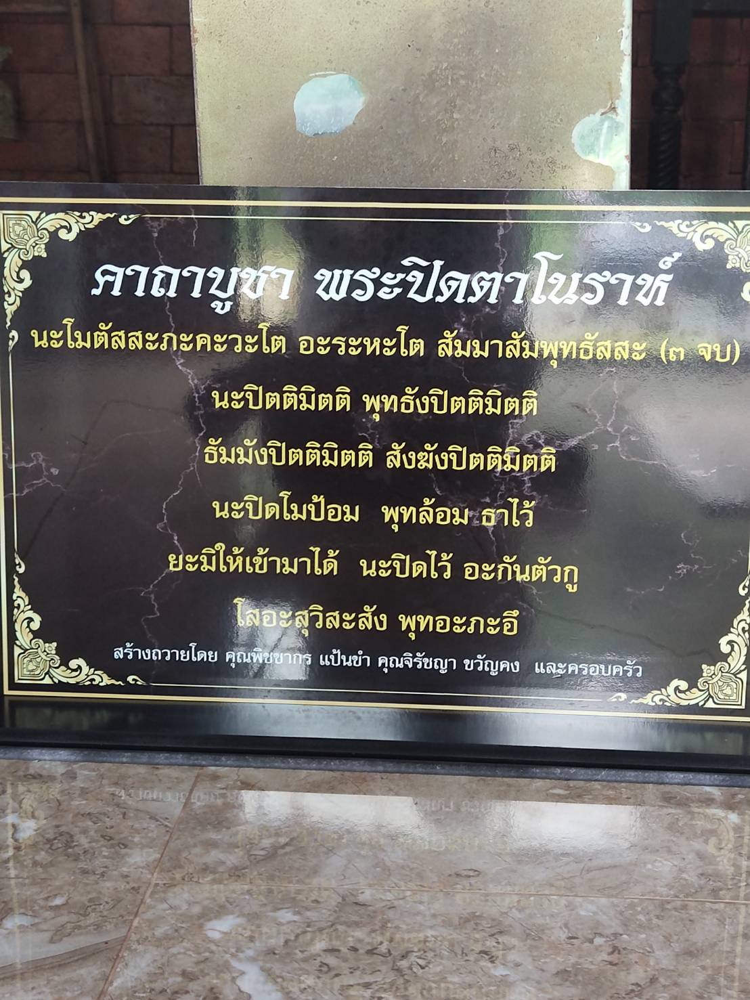 คาถาบูชา พระปิดตาโนราห์
นะโมตัสสะภะคะวะโต อะระหะโต สัมมาสัมพุทธัสสะ (๓ จบ)
นะปิตติมิตติ พุทธังปิตติมิตติ
ธัมมังปิตติมิตติ สังฆังปิตติมิตติ
นะปิดโมป้อม พุทล้อม ธาไว้
ยะมิให้เข้ามาได้ นะปิดไว้ อะกันตัวกู
โสอะสุวิสะสัง พุทอะภะอึ
สร้างถวายโดย คุณพิชชากร แป้นขำ คุณจิรัชญา ขวัญคง และครอบครัว